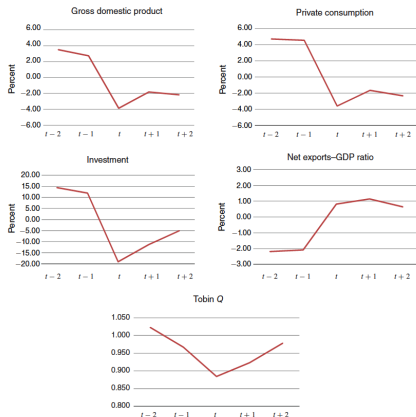 Gross domestic product
Percent
6.00
4.00
2.00
0.00
−2.00
−4.00
−6.00
t − 2 t − 1 t t + 1 t + 2
Private consumption
Percent
6.00
4.00
2.00
0.00
−2.00
−4.00
−6.00
t − 2 t − 1 t t + 1 t + 2
Investment
Percent
20.00
15.00
10.00
5.00
0.00
−5.00
−10.00
−15.00
−20.00
t − 2 t − 1 t t + 1 t + 2
Net exports–GDP ratio
Percent
3.00
2.00
1.00
0.00
−1.00
−2.00
−3.00
t − 2 t − 1 t t + 1 t + 2
Tobin Q
1.050
1.000
0.950
0.900
0.850
0.800
t − 2 t − 1 t t + 1 t + 2